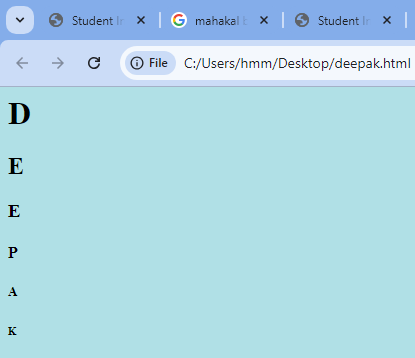 Student In
mahakal b
Student In
File C:/Users/hmm/Desktop/deepak.html
D
E
E
P
A
K